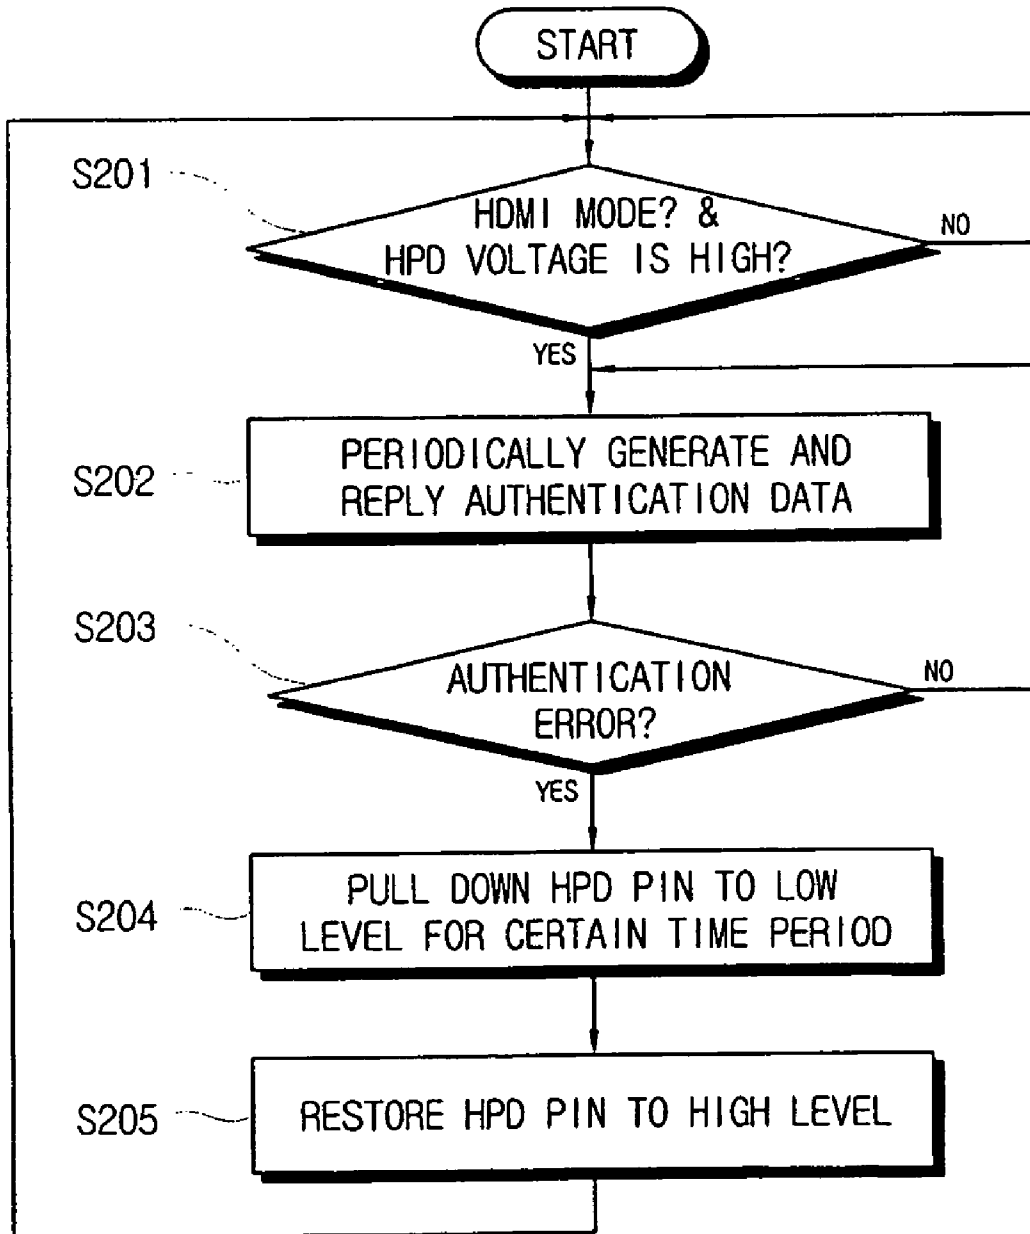 START
S201
HDMI MODE? &
HPD VOLTAGE IS HIGH?
NO
YES
S202
PERIODICALLY GENERATE AND
REPLY AUTHENTICATION DATA
S203
AUTHENTICATION
ERROR?
NO
YES
S204
PULL DOWN HPD PIN TO LOW
LEVEL FOR CERTAIN TIME PERIOD
S205
RESTORE HPD PIN TO HIGH LEVEL